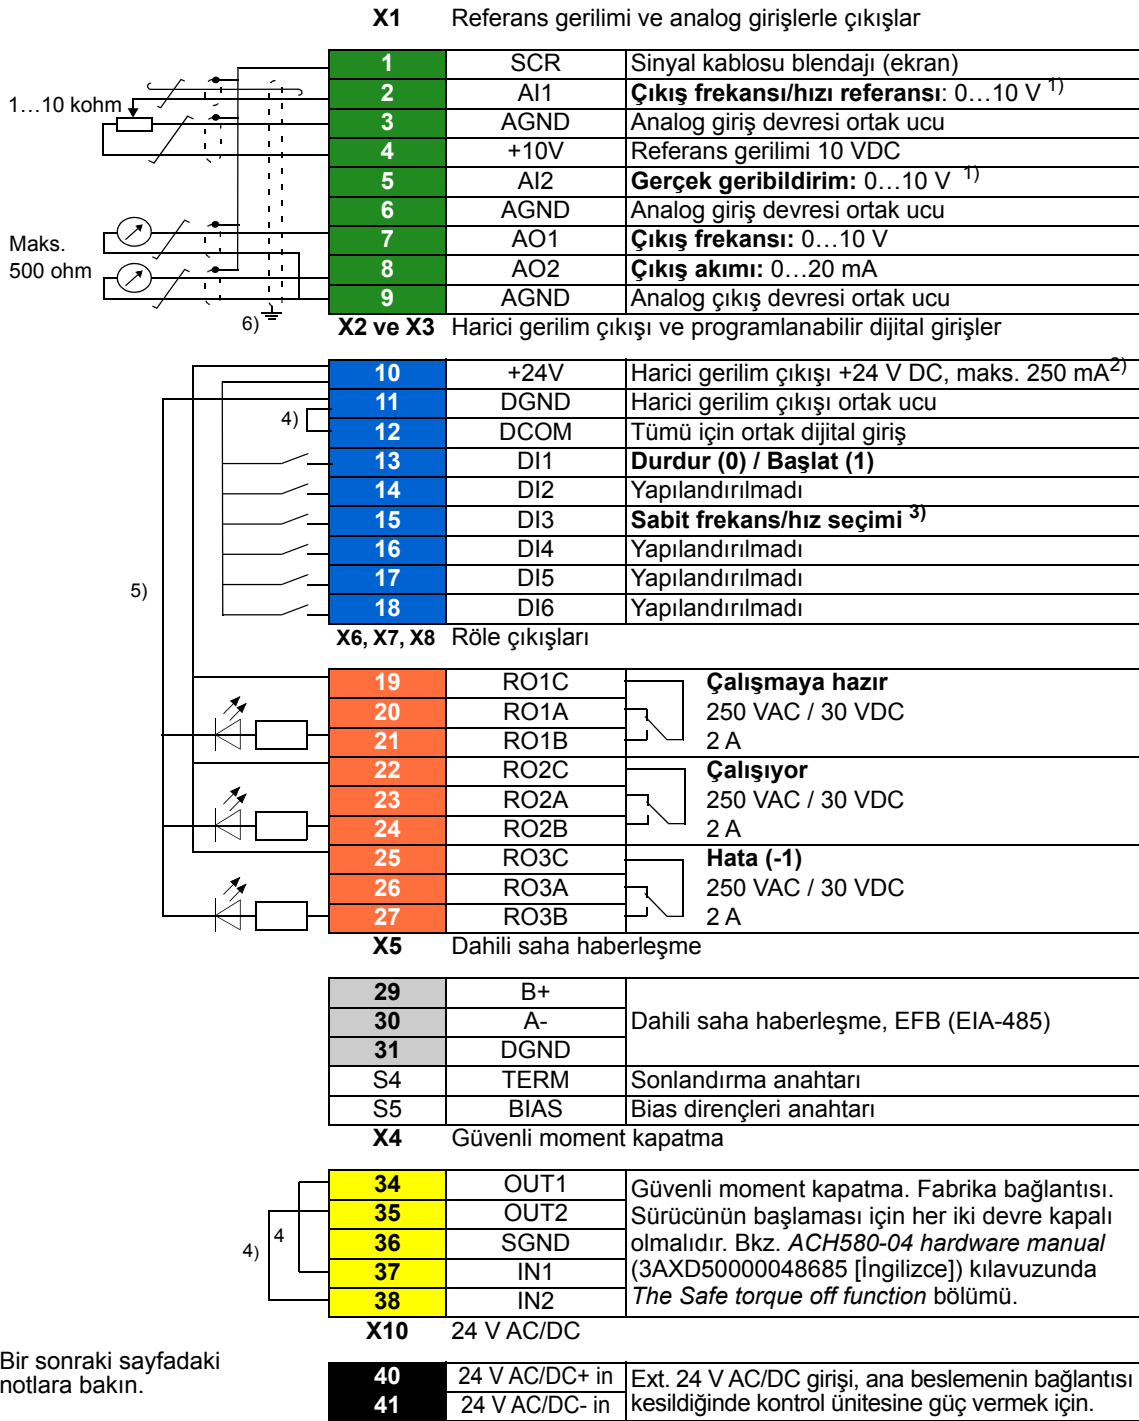 X1 Referans gerilimi ve analog girişlerle çıkışlar
1 SCR Sinyal kablosu blendajı (ekran)
1…10 kohm
2 AI1 Çıkış frekansı/hızı referansı: 0…10 V 1)
3 AGND Analog giriş devresi ortak ucu
4 +10V Referans gerilimi 10 VDC
5 AI2 Gerçek geribildirim: 0…10 V 1)
6 AGND Analog giriş devresi ortak ucu
Maks.
500 ohm
7 AO1 Çıkış frekansı: 0…10 V
8 AO2 Çıkış akımı: 0…20 mA
9 AGND Analog çıkış devresi ortak ucu
6)
X2 ve X3 Harici gerilim çıkışı ve programlanabilir dijital girişler
10 +24V Harici gerilim çıkışı +24 V DC, maks. 250 mA2)
11 DGND Harici gerilim çıkışı ortak ucu
4)
12 DCOM Tümü için ortak dijital giriş
13 DI1 Durdur (0) / Başlat (1)
14 DI2 Yapılandırılmadı
15 DI3 Sabit frekans/hız seçimi 3)
16 DI4 Yapılandırılmadı
5)
17 DI5 Yapılandırılmadı
18 DI6 Yapılandırılmadı
X6, X7, X8 Röle çıkışları
19 RO1C Çalışmaya hazır
20 RO1A 250 VAC / 30 VDC
21 RO1B 2 A
22 RO2C Çalışıyor
23 RO2A 250 VAC / 30 VDC
24 RO2B 2 A
25 RO3C Hata (-1)
26 RO3A 250 VAC / 30 VDC
27 RO3B 2 A
X5 Dahili saha haberleşme
29 B+
30 A- Dahili saha haberleşme, EFB (EIA-485)
31 DGND
S4 TERM Sonlandırma anahtarı
S5 BIAS Bias dirençleri anahtarı
X4 Güvenli moment kapatma
34 OUT1 Güvenli moment kapatma. Fabrika bağlantısı.
35 OUT2 Sürücünün başlaması için her iki devre kapalı
4) 4
36 SGND olmalıdır. Bkz. ACH580-04 hardware manual
37 IN1 (3AXD50000048685 [İngilizce]) kılavuzunda
38 IN2 The Safe torque off function bölümü.
X10 24 V AC/DC
Bir sonraki sayfadaki
notlara bakın.
40 24 V AC/DC+ in Ext. 24 V AC/DC girişi, ana beslemenin bağlantısı
41 24 V AC/DC- in kesildiğinde kontrol ünitesine güç vermek için.